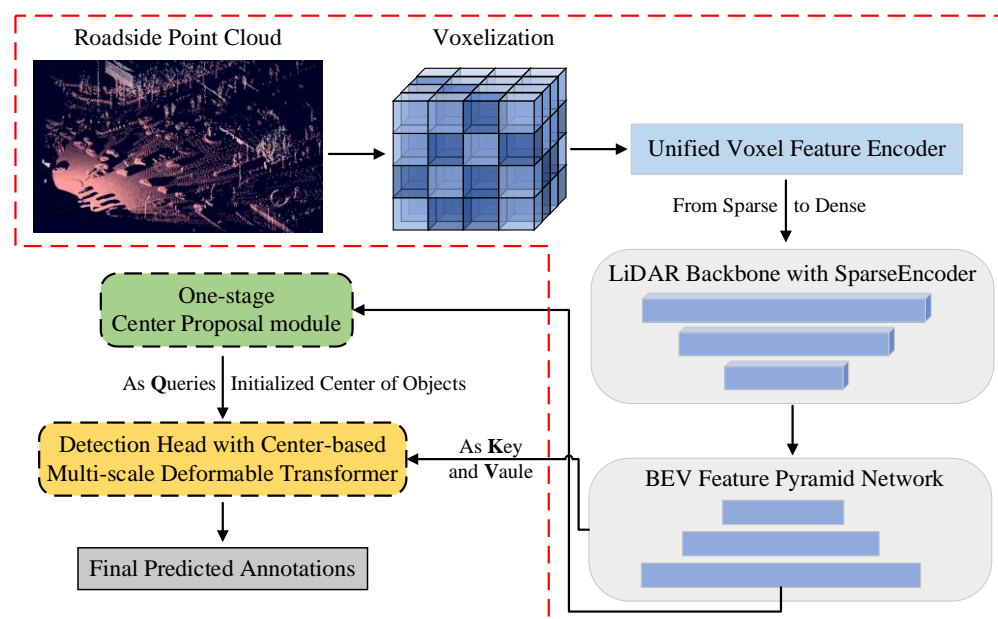 Roadside Point Cloud
Voxelization
Unified Voxel Feature Encoder
From Sparse to Dense
LiDAR Backbone with SparseEncoder
One-stage
Center Proposal module
As Queries Initialized Center of Objects
Detection Head with Center-based
Multi-scale Deformable Transformer
As Key
and Vaule
BEV Feature Pyramid Network
Final Predicted Annotations